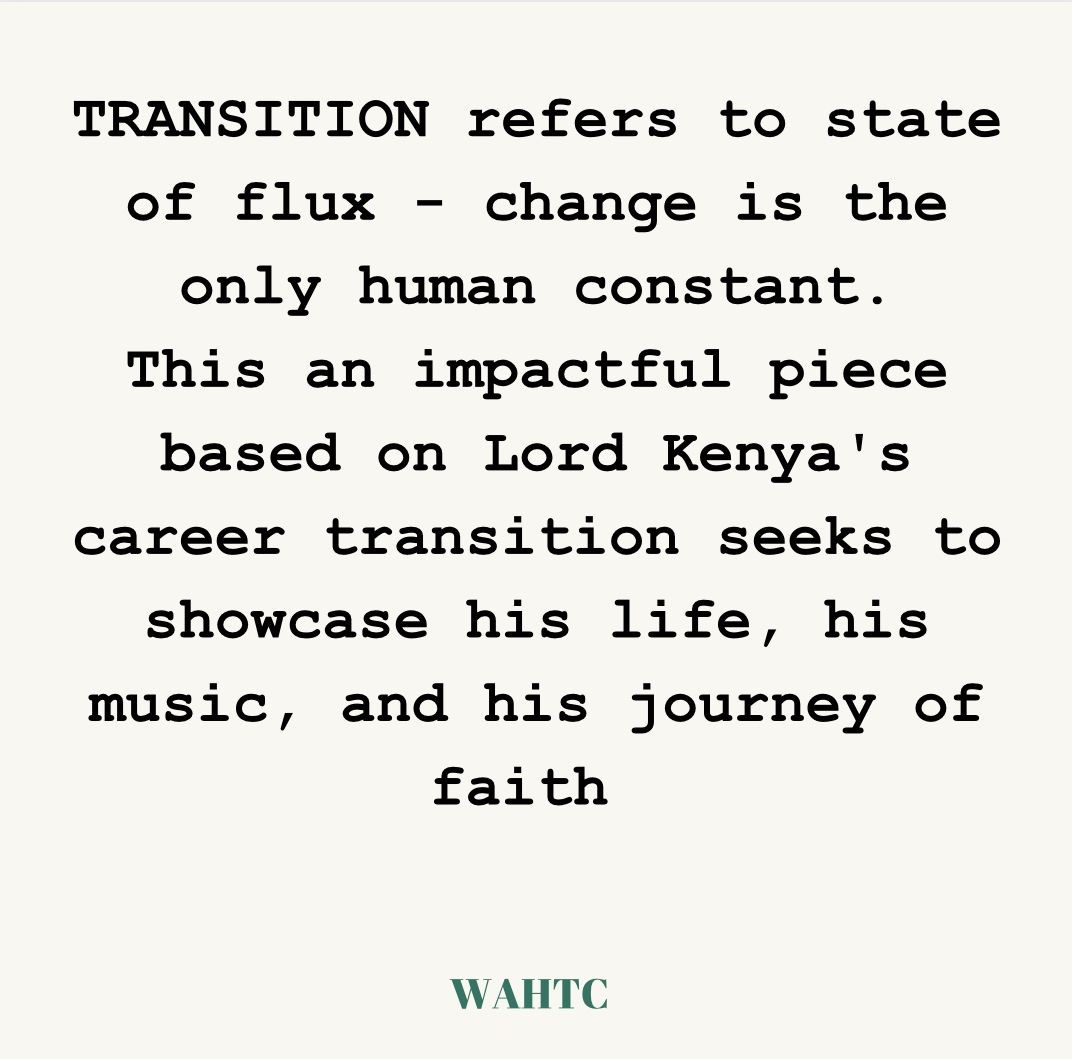 TRANSITION refers to state
of flux - change is the
only human constant.
This an impactful piece
based on Lord Kenya's
career transition seeks to
showcase his life, his
music, and his journey of
faith
WAHTC